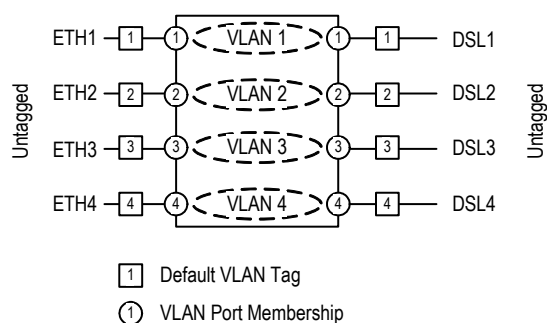 ETH1 1 1 VLAN 1 1 1 DSL1
ETH2 2 2 VLAN 2 2 2 DSL2
ETH3 3 3 VLAN 3 3 3 DSL3
ETH4 4 4 VLAN 4 4 4 DSL4
Untagged
Untagged
1 Default VLAN Tag
1 VLAN Port Membership